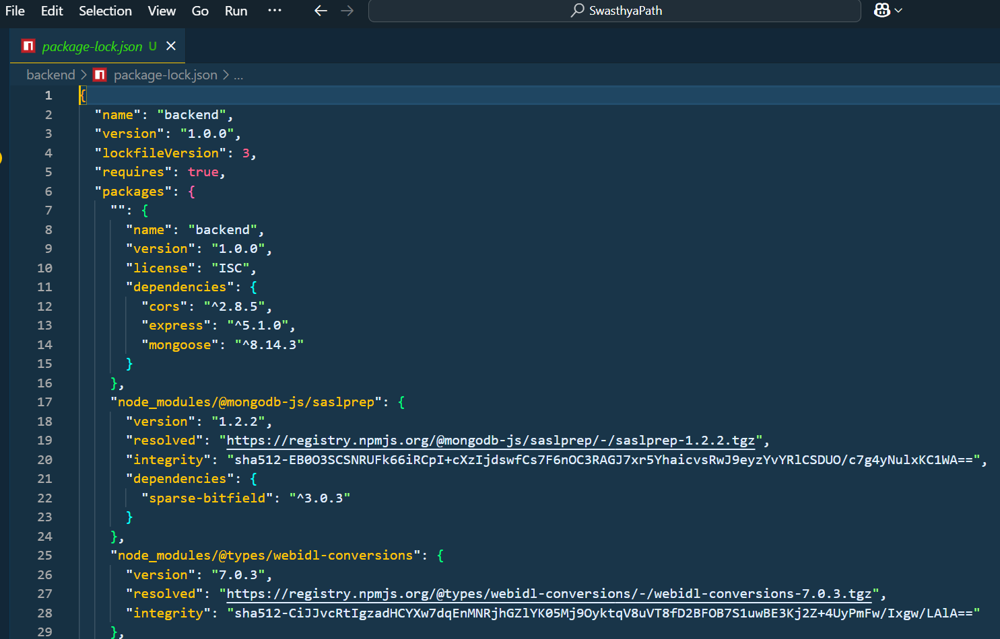 File Edit Selection View Go Run ··· ← → SwasthyaPath
package-lock.json U ×
backend > package-lock.json > ...
1 {
2 "name": "backend",
3 "version": "1.0.0",
4 "lockfileVersion": 3,
5 "requires": true,
6 "packages": {
7 "": {
8 "name": "backend",
9 "version": "1.0.0",
10 "license": "ISC",
11 "dependencies": {
12 "cors": "^2.8.5",
13 "express": "^5.1.0",
14 "mongoose": "^8.14.3"
15 }
16 },
17 "node_modules/@mongodb-js/saslprep": {
18 "version": "1.2.2",
19 "resolved": "https://registry.npmjs.org/@mongodb-js/saslprep/-/saslprep-1.2.2.tgz",
20 "integrity": "sha512-EB0O3SCSNRUFk66iRCpI+cXzIjdswfCs7F6nOC3RAGJ7xr5YhaicvsRwJ9eyzYvYRlCSDUO/c7g4yNulxKC1WA==",
21 "dependencies": {
22 "sparse-bitfield": "^3.0.3"
23 }
24 },
25 "node_modules/@types/webidl-conversions": {
26 "version": "7.0.3",
27 "resolved": "https://registry.npmjs.org/@types/webidl-conversions/-/webidl-conversions-7.0.3.tgz",
28 "integrity": "sha512-CiJJvcRtIgzadHCYXw7dqEnMNRjhGZlYK05Mj9OyktqV8uVT8fD2BFOB7S1uwBE3Kj2Z+4UyPmFw/Ixgw/LAlA=="
29 },